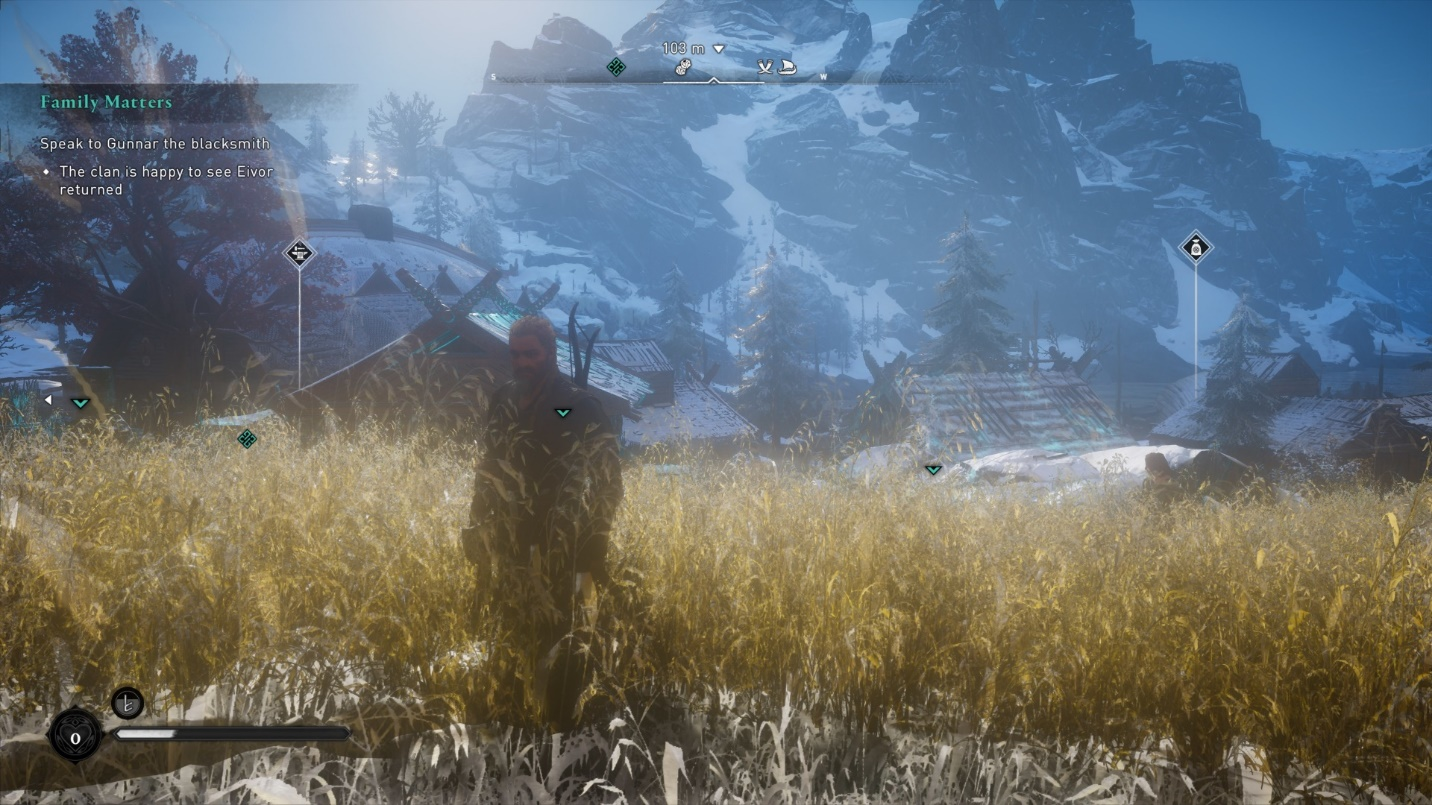 103 m
S
W
Family Matters
Speak to Gunnar the blacksmith
• The clan is happy to see Eivor
returned
0